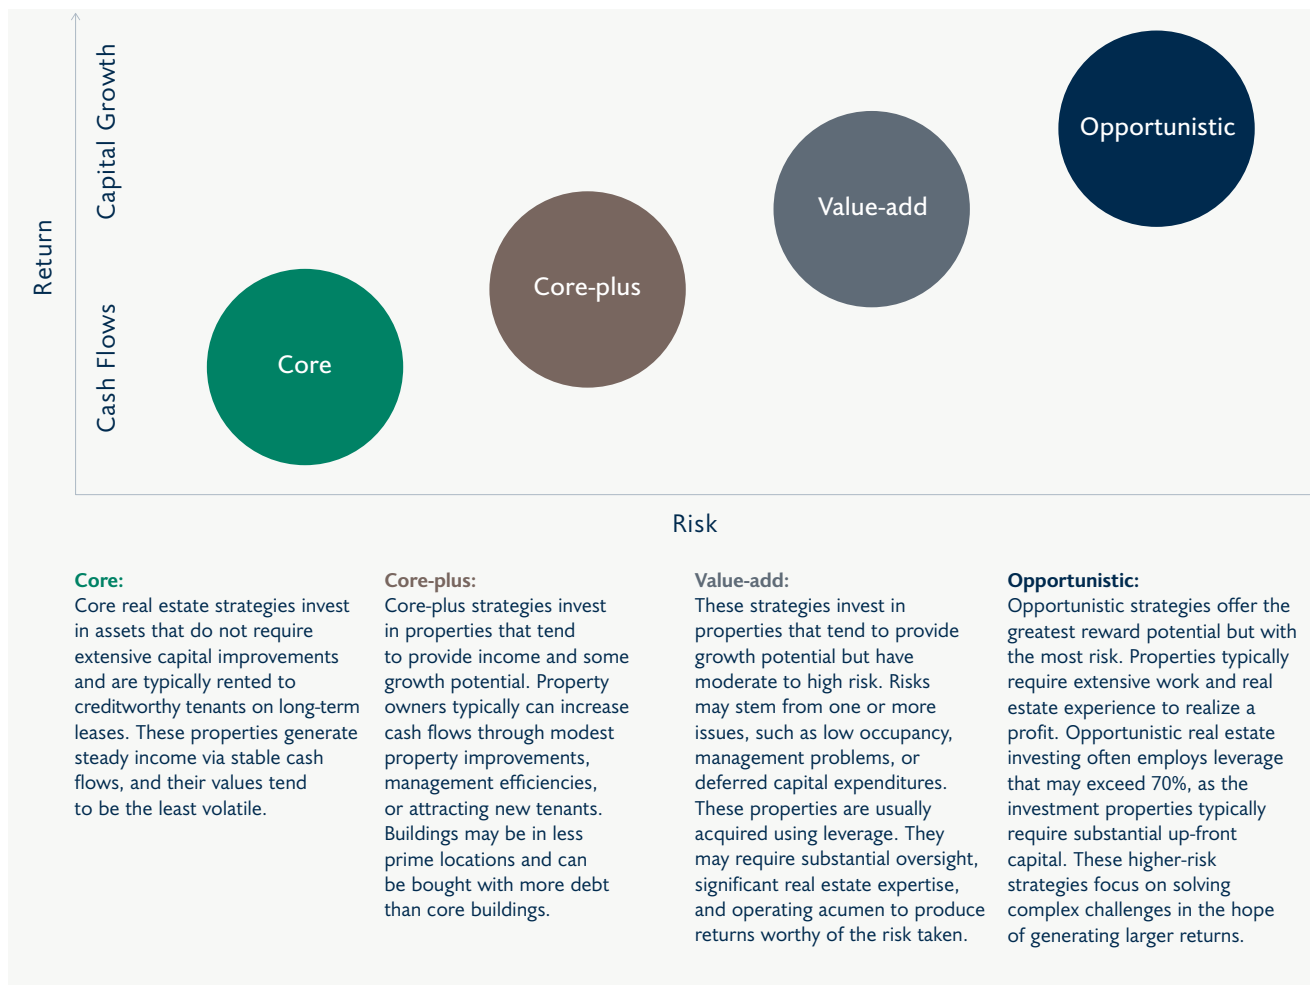 Return
Capital Growth
Cash Flows
Core
Core-plus
Value-add
Opportunistic
Risk
Core:
Core real estate strategies invest
in assets that do not require
extensive capital improvements
and are typically rented to
creditworthy tenants on long-term
leases. These properties generate
steady income via stable cash
flows, and their values tend
to be the least volatile.
Core-plus:
Core-plus strategies invest
in properties that tend
to provide income and some
growth potential. Property
owners typically can increase
cash flows through modest
property improvements,
management efficiencies,
or attracting new tenants.
Buildings may be in less
prime locations and can
be bought with more debt
than core buildings.
Value-add:
These strategies invest in
properties that tend to provide
growth potential but have
moderate to high risk. Risks
may stem from one or more
issues, such as low occupancy,
management problems, or
deferred capital expenditures.
These properties are usually
acquired using leverage. They
may require substantial oversight,
significant real estate expertise,
and operating acumen to produce
returns worthy of the risk taken.
Opportunistic:
Opportunistic strategies offer the
greatest reward potential but with
the most risk. Properties typically
require extensive work and real
estate experience to realize a
profit. Opportunistic real estate
investing often employs leverage
that may exceed 70%, as the
investment properties typically
require substantial up-front
capital. These higher-risk
strategies focus on solving
complex challenges in the hope
of generating larger returns.